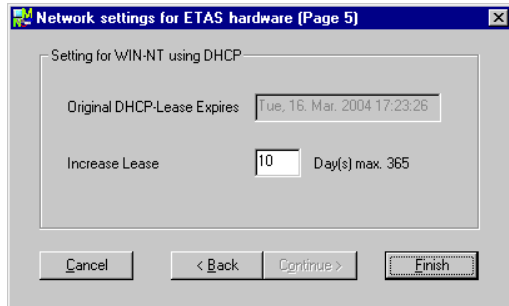 Network settings for ETAS hardware (Page 5)
Setting for WIN-NT using DHCP
Original DHCP-Lease Expires Tue, 16. Mar. 2004 17:23:26
Increase Lease 10 Day(s) max. 365
Cancel < Back Continue > Finish